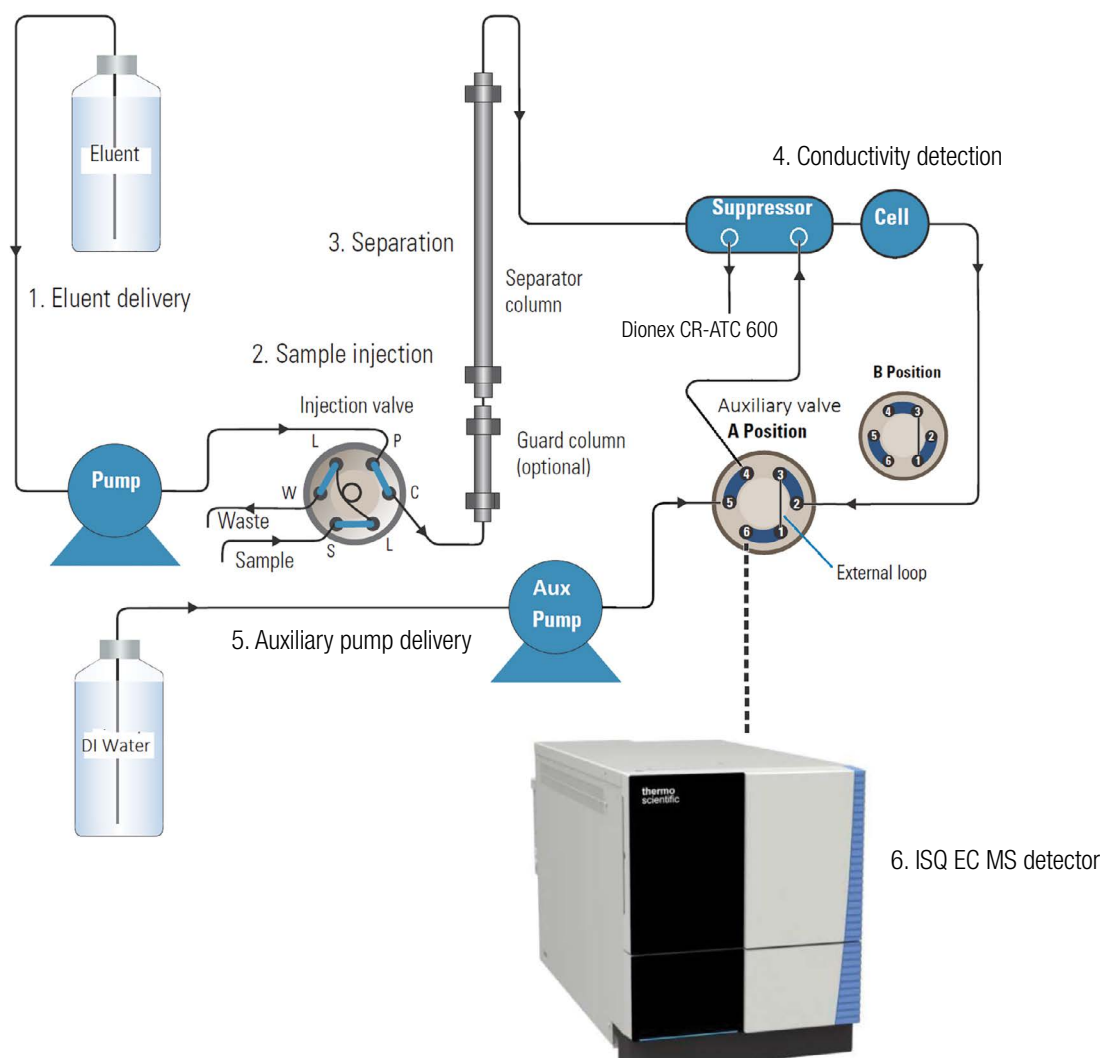 Eluent
1. Eluent delivery
Pump
2. Sample injection
Injection valve
L
P
W
C
S
L
Waste
Sample
3. Separation
Separator
column
Guard column
(optional)
4. Conductivity detection
Suppressor
Cell
Dionex CR-ATC 600
B Position
4
3
5
2
6
1
Auxiliary valve
A Position
4
3
5
2
6
1
External loop
Aux
Pump
5. Auxiliary pump delivery
DI Water
thermo
scientific
6. ISQ EC MS detector